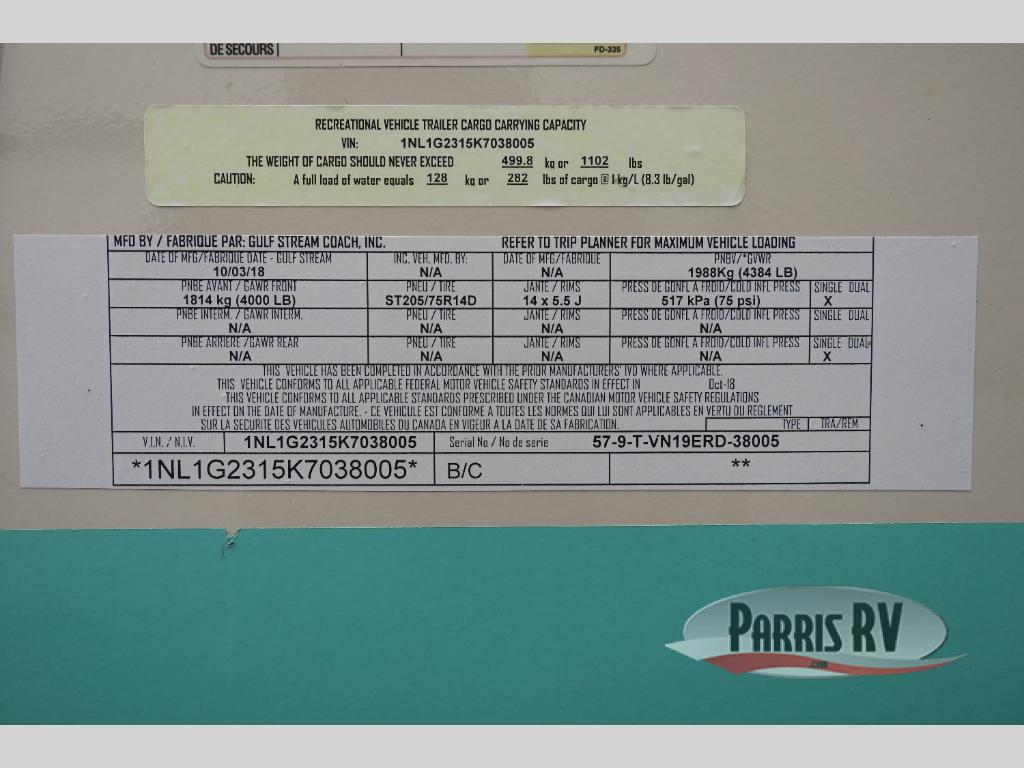 DE SECOURS FD-335
RECREATIONAL VEHICLE TRAILER CARGO CARRYING CAPACITY
VIN: 1NL1G2315K7038005
THE WEIGHT OF CARGO SHOULD NEVER EXCEED 499.8 kg or 1102 lbs
CAUTION: A full load of water equals 128 kg or 282 lbs of cargo @ 1 kg/L (8.3 lb/gal)
MFD BY / FABRIQUE PAR: GULF STREAM COACH, INC. REFER TO TRIP PLANNER FOR MAXIMUM VEHICLE LOADING
DATE OF MFG/FABRIQUE DATE - GULF STREAM INC. VEH. MFD. BY: DATE OF MFG/FABRIQUE PNBV/*GVWR
10/03/18 N/A N/A 1988Kg (4384 LB)
PNBE AVANT / GAWR FRONT PNEU / TIRE JANTE / RIMS PRESS DE GONFL A FROID/COLD INFL PRESS SINGLE DUAL
1814 kg (4000 LB) ST205/75R14D 14 x 5.5 J 517 kPa (75 psi) X
PNBE INTERM. / GAWR INTERM. PNEU / TIRE JANTE / RIMS PRESS DE GONFL A FROID/COLD INFL PRESS SINGLE DUAL
N/A N/A N/A N/A
PNBE ARRIERE /GAWR REAR PNEU / TIRE JANTE / RIMS PRESS DE GONFL A FROID/COLD INFL PRESS SINGLE DUAL
N/A N/A N/A N/A X
THIS VEHICLE HAS BEEN COMPLETED IN ACCORDANCE WITH THE PRIOR MANUFACTURERS' IVD WHERE APPLICABLE.
THIS VEHICLE CONFORMS TO ALL APPLICABLE FEDERAL MOTOR VEHICLE SAFETY STANDARDS IN EFFECT IN Oct-18
THIS VEHICLE CONFORMS TO ALL APPLICABLE STANDARDS PRESCRIBED UNDER THE CANADIAN MOTOR VEHICLE SAFETY REGULATIONS
IN EFFECT ON THE DATE OF MANUFACTURE. - CE VEHICULE EST CONFORME A TOUTES LES NORMES QUI LUI SONT APPLICABLES EN VERTU DU REGLEMENT
SUR LA SECURITE DES VEHICULES AUTOMOBILES DU CANADA EN VIGEUR A LA DATE DE SA FABRICATION. TYPE TRA/REM
V.I.N. / N.I.V. 1NL1G2315K7038005 Serial No / No de serie 57-9-T-VN19ERD-38005
*1NL1G2315K7038005* B/C **
PARRIS RV
.com